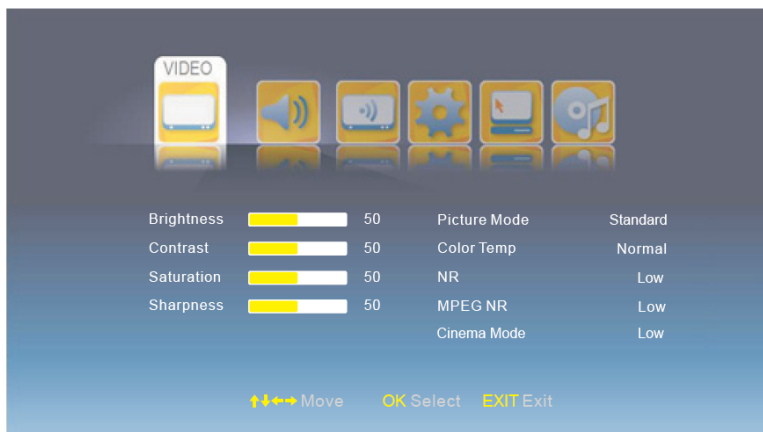 VIDEO
Brightness 50 Picture Mode Standard
Contrast 50 Color Temp Normal
Saturation 50 NR Low
Sharpness 50 MPEG NR Low
Cinema Mode Low
Move OK Select EXIT Exit